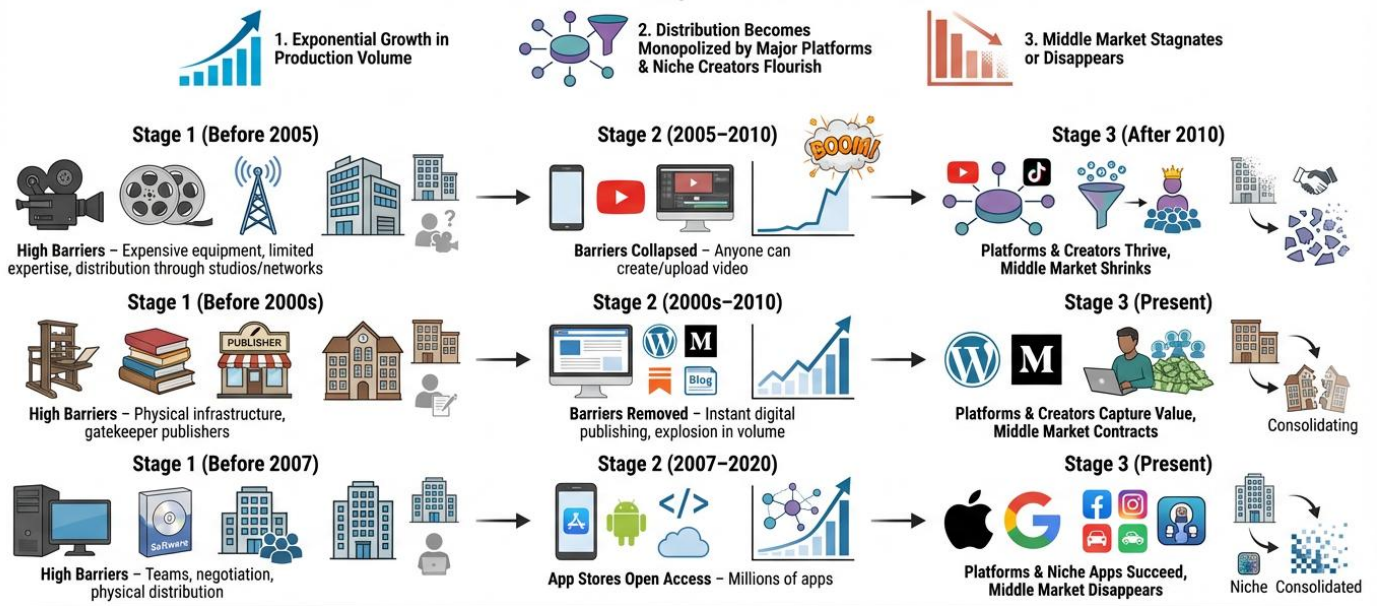 1. Exponential Growth in
Production Volume
2. Distribution Becomes
Monopolized by Major Platforms
& Niche Creators Flourish
3. Middle Market Stagnates
or Disappears
Stage 1 (Before 2005)
High Barriers – Expensive equipment, limited
expertise, distribution through studios/networks
Stage 2 (2005–2010)
BOOM!
Barriers Collapsed – Anyone can
create/upload video
Stage 3 (After 2010)
Platforms & Creators Thrive,
Middle Market Shrinks
Stage 1 (Before 2000s)
PUBLISHER
High Barriers – Physical infrastructure,
gatekeeper publishers
Stage 2 (2000s–2010)
W
M
Blog
Barriers Removed – Instant digital
publishing, explosion in volume
Stage 3 (Present)
W
M
Platforms & Creators Capture Value,
Middle Market Contracts
Consolidating
Stage 1 (Before 2007)
SaRware
High Barriers – Teams, negotiation,
physical distribution
Stage 2 (2007–2020)
</>
App Stores Open Access – Millions of apps
Stage 3 (Present)
G
f
Platforms & Niche Apps Succeed,
Middle Market Disappears
Niche
Consolidated